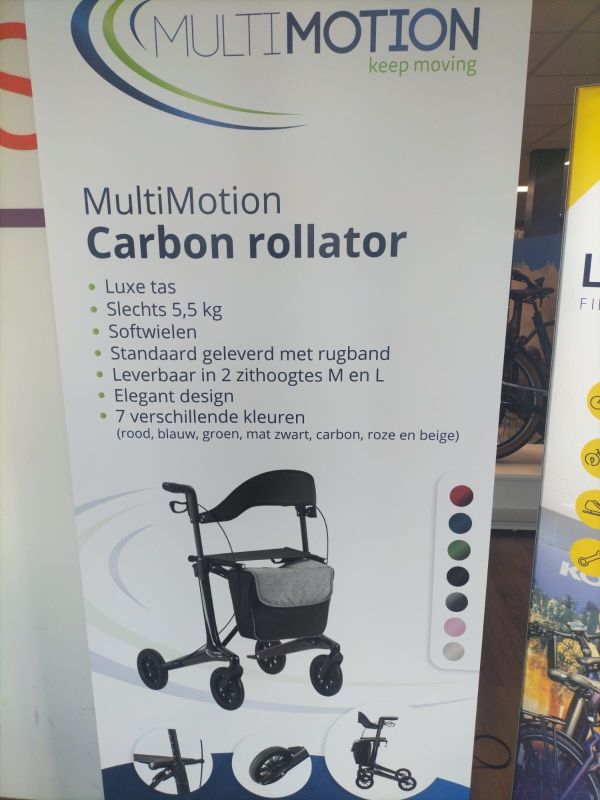 MULTIMOTION
keep moving
MultiMotion
Carbon rollator
• Luxe tas
• Slechts 5,5 kg
• Softwielen
• Standaard geleverd met rugband
• Leverbaar in 2 zithoogtes M en L
• Elegant design
• 7 verschillende kleuren
(rood, blauw, groen, mat zwart, carbon, roze en beige)